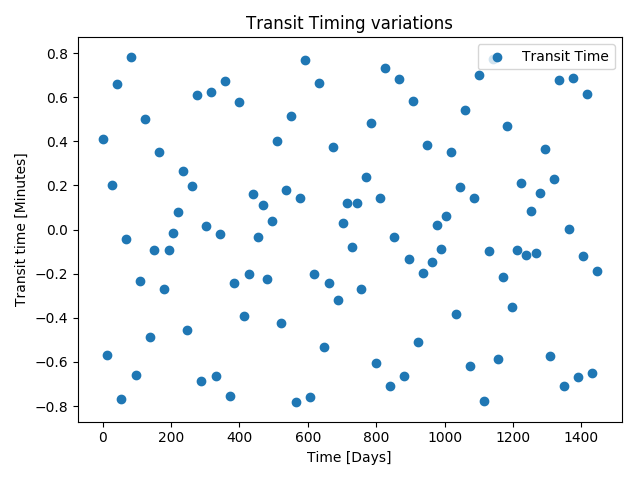 Transit Timing variations
Transit Time
Transit time [Minutes]
0.8
0.6
0.4
0.2
0.0
−0.2
−0.4
−0.6
−0.8
0 200 400 600 800 1000 1200 1400
Time [Days]